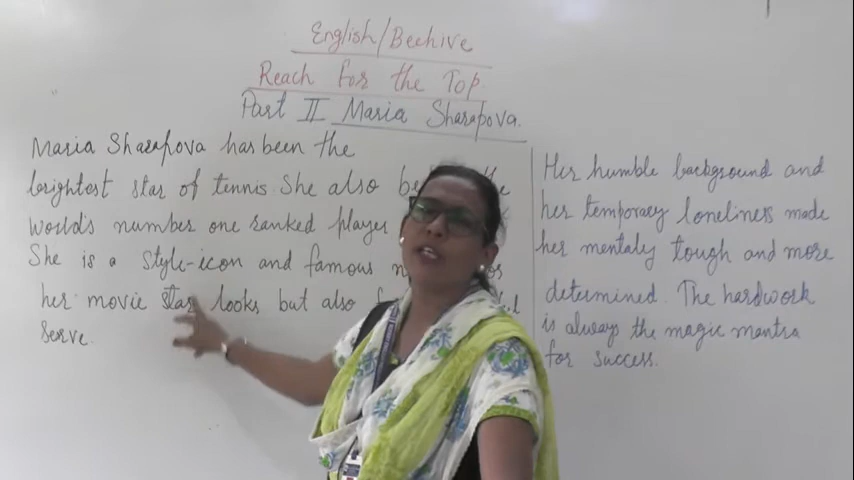 English/Beehive
Reach for the Top
Part II Maria Sharapova.
Maria Sharapova has been the
brightest star of tennis She also
world's number one ranked player
She is a style-icon and famous
her movie star looks but also
serve.
Her humble background and
her temporary loneliness made
her mentaly tough and more
determined. The hardwork
is always the magic mantra
for success.